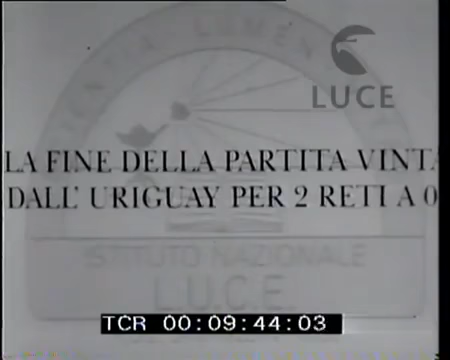 LUCE
LA FINE DELLA PARTITA VINTA
DALL' URIGUAY PER 2 RETI A 0
ISTITUTO NAZIONALE
L.U.C.E.
TCR 00:09:44:03